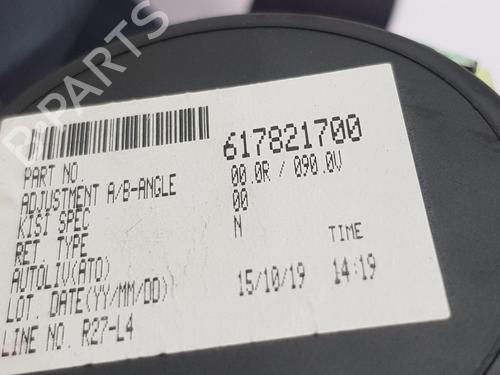 B-PARTS
617821700
PART NO.
ADJUSTMENT A/B-ANGLE 00.0R / 090.0V
KISI SPEC 00
RET. TYPE N
AUTOLIV(ATO) TIME
LOT. DATE(YY/MM/DD) 15/10/19 14:19
LINE NO. R27-L4